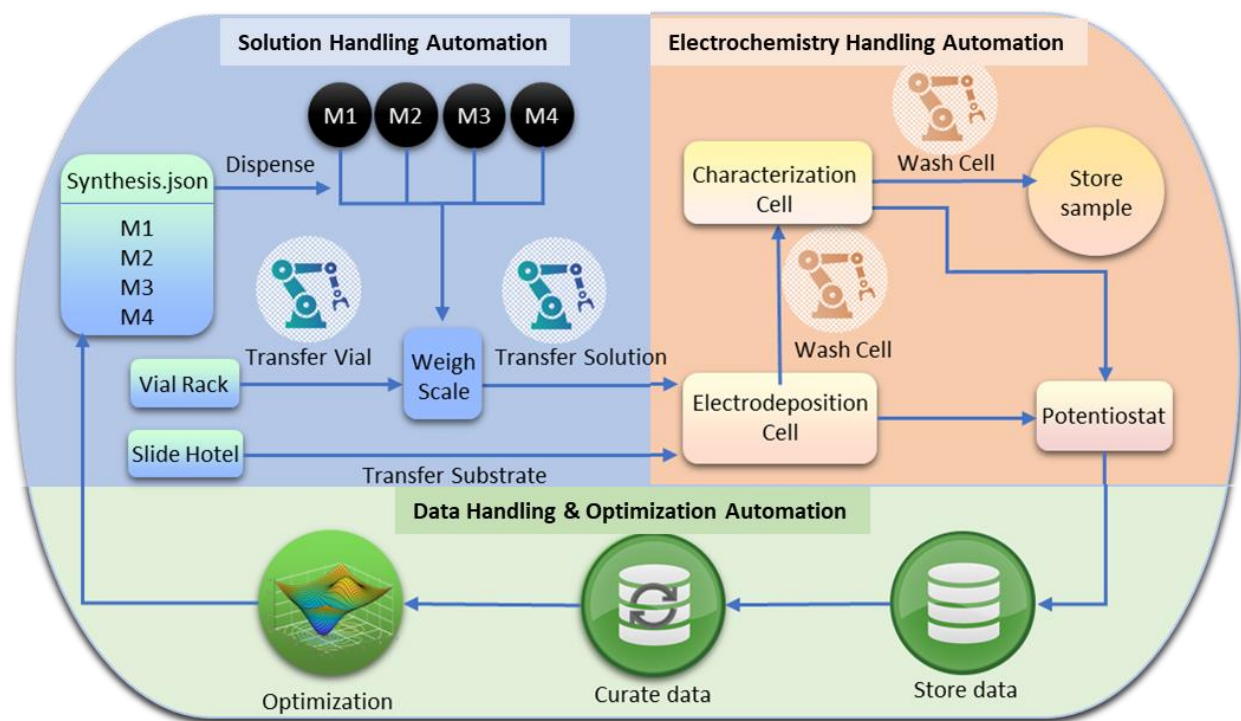 Solution Handling Automation
Electrochemistry Handling Automation
M1
M2
M3
M4
Dispense
Synthesis.json
M1
M2
M3
M4
Wash Cell
Characterization
Cell
Store
sample
Transfer Vial
Transfer Solution
Wash Cell
Vial Rack
Weigh
Scale
Electrodeposition
Cell
Potentiostat
Slide Hotel
Transfer Substrate
Data Handling & Optimization Automation
Optimization
Curate data
Store data